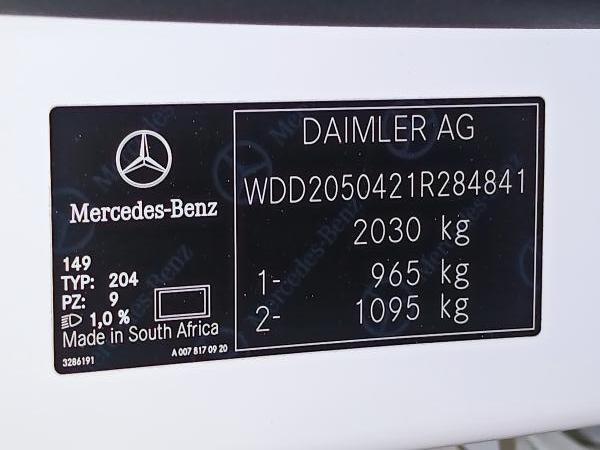 Mercedes-Benz
149
TYP: 204
PZ: 9
1,0 %
Made in South Africa
3286191
A 007 817 09 20
DAIMLER AG
WDD2050421R284841
2030 kg
1- 965 kg
2- 1095 kg